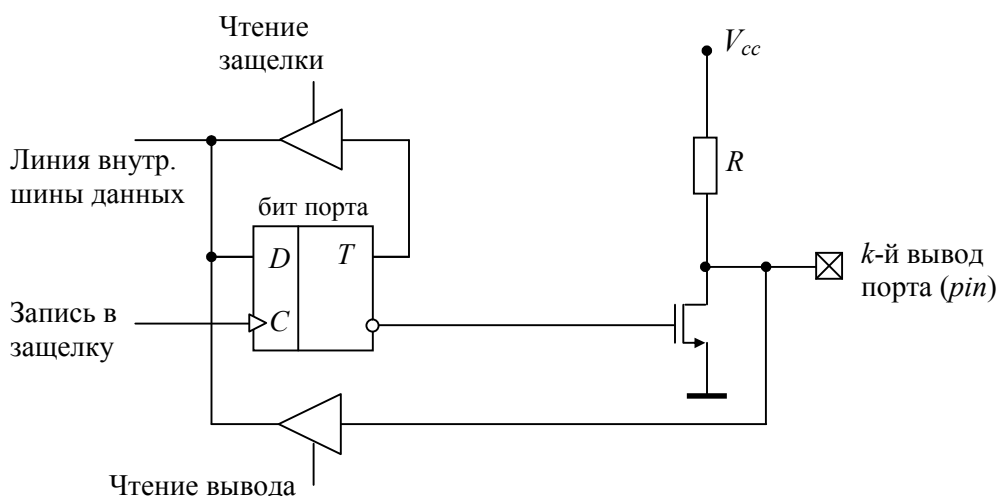 Чтение
защелки
V_cc
Линия внутр.
шины данных
R
бит порта
D
T
k-й вывод
порта (pin)
Запись в
защелку
C
Чтение вывода